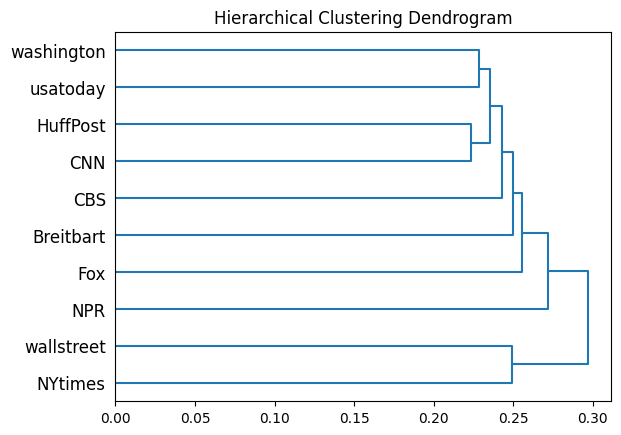 Hierarchical Clustering Dendrogram
washington
usatoday
HuffPost
CNN
CBS
Breitbart
Fox
NPR
wallstreet
NYtimes
0.00 0.05 0.10 0.15 0.20 0.25 0.30